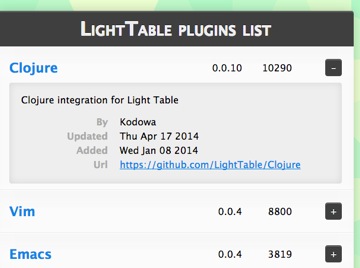 LightTable plugins list
Clojure 0.0.10 10290 -
Clojure integration for Light Table
By Kodowa
Updated Thu Apr 17 2014
Added Wed Jan 08 2014
Url https://github.com/LightTable/Clojure
Vim 0.0.4 8800 +
Emacs 0.0.4 3819 +